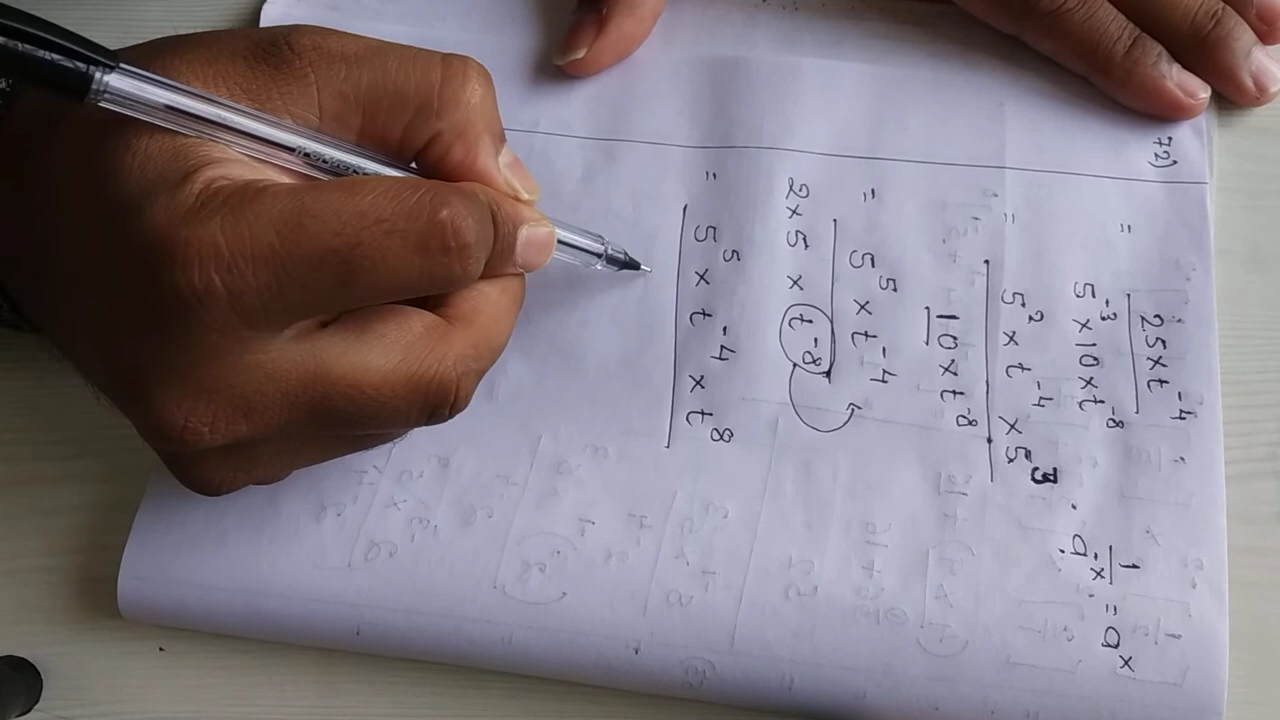 72)
= 25 × t⁻⁴
5⁻³ × 10 × t⁻⁸
1 / a⁻ˣ = aˣ
= 5² × t⁻⁴ × 5³
10 × t⁻⁸
= 5⁵ × t⁻⁴
2 × 5 × t⁻⁸
= 5⁵ × t⁻⁴ × t⁸